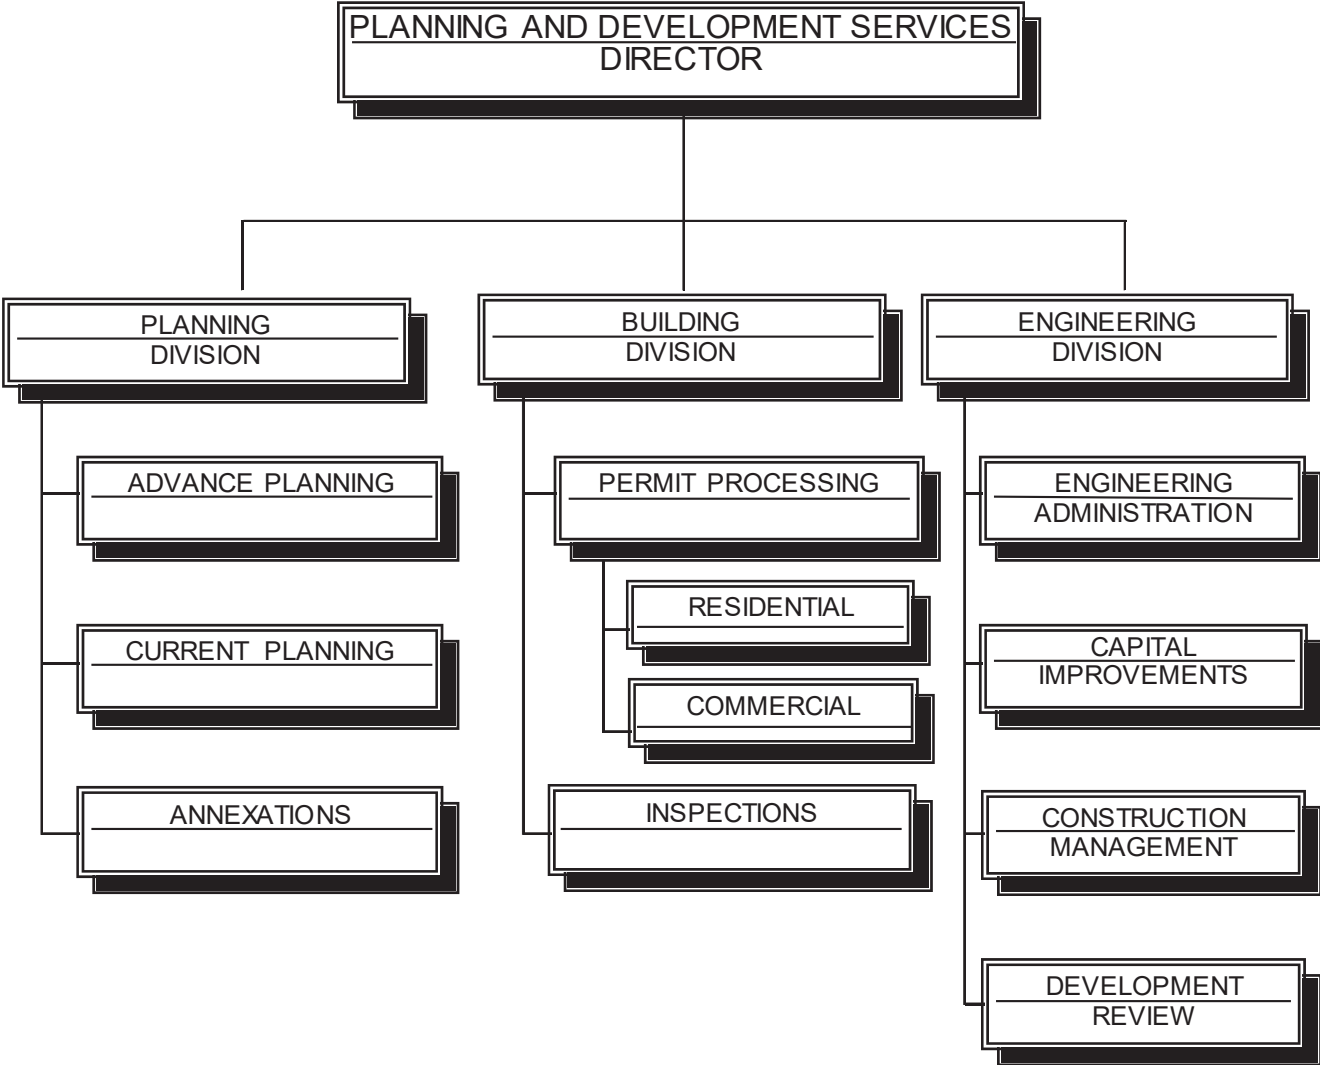 PLANNING AND DEVELOPMENT SERVICES
DIRECTOR
PLANNING
DIVISION
ADVANCE PLANNING
CURRENT PLANNING
ANNEXATIONS
BUILDING
DIVISION
PERMIT PROCESSING
RESIDENTIAL
COMMERCIAL
INSPECTIONS
ENGINEERING
DIVISION
ENGINEERING
ADMINISTRATION
CAPITAL
IMPROVEMENTS
CONSTRUCTION
MANAGEMENT
DEVELOPMENT
REVIEW